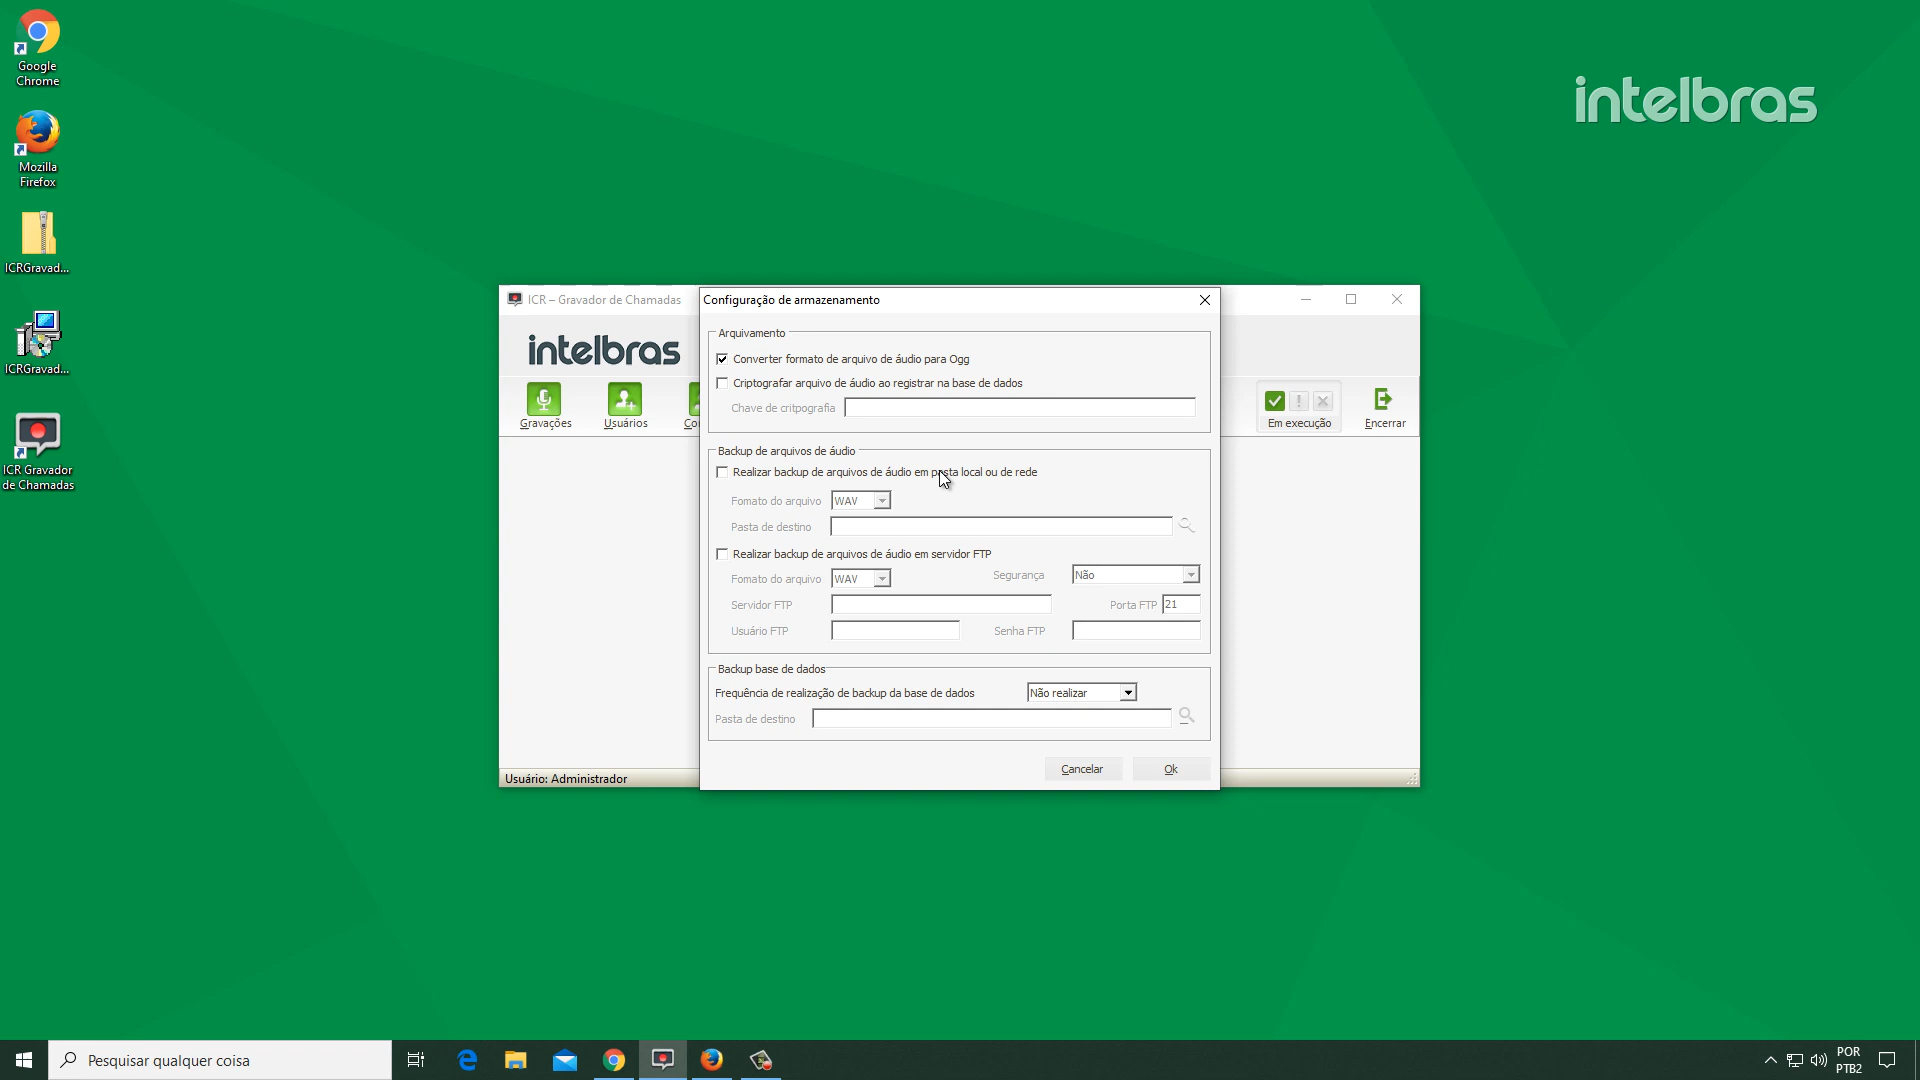 Google
Chrome
Mozilla
Firefox
ICRGravad...
ICRGravad...
ICR Gravador
de Chamadas
intelbras
ICR – Gravador de Chamadas
intelbras
Gravações
Usuários
Em execução
Encerrar
Usuário: Administrador
Configuração de armazenamento
Arquivamento
Converter formato de arquivo de áudio para Ogg
Criptografar arquivo de áudio ao registrar na base de dados
Chave de critpografia
Backup de arquivos de áudio
Realizar backup de arquivos de áudio em pasta local ou de rede
Fomato do arquivo WAV
Pasta de destino
Realizar backup de arquivos de áudio em servidor FTP
Fomato do arquivo WAV Segurança Não
Servidor FTP Porta FTP 21
Usuário FTP Senha FTP
Backup base de dados
Frequência de realização de backup da base de dados Não realizar
Pasta de destino
Cancelar Ok
Pesquisar qualquer coisa
POR
PTB2